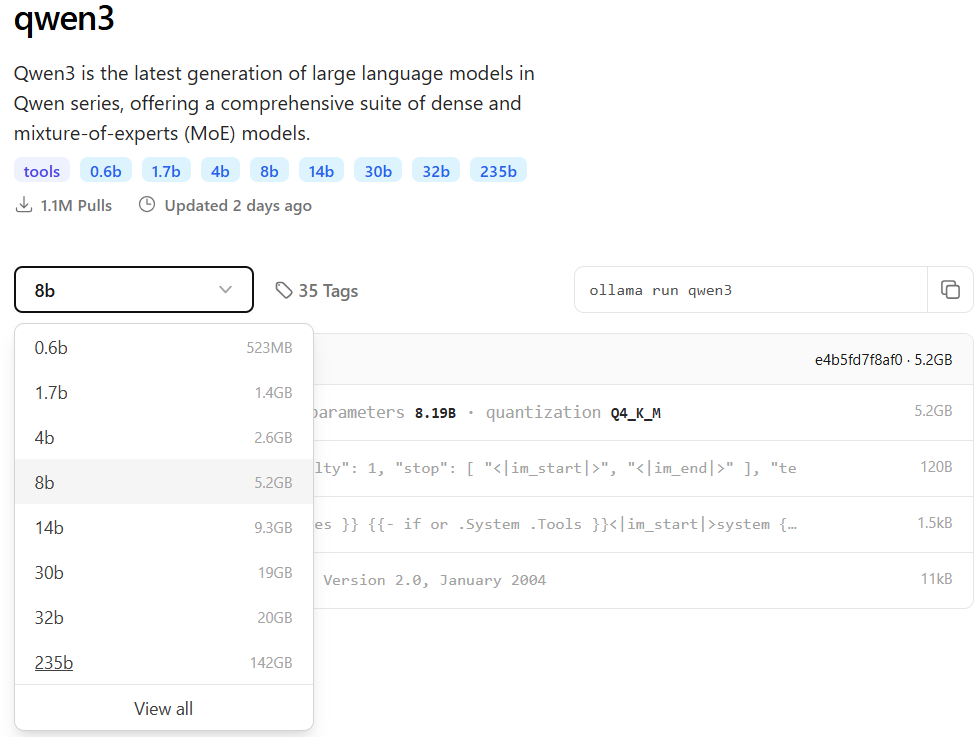 qwen3
Qwen3 is the latest generation of large language models in
Qwen series, offering a comprehensive suite of dense and
mixture-of-experts (MoE) models.
tools 0.6b 1.7b 4b 8b 14b 30b 32b 235b
1.1M Pulls Updated 2 days ago
8b 35 Tags ollama run qwen3
0.6b 523MB
1.7b 1.4GB
4b 2.6GB
8b 5.2GB
14b 9.3GB
30b 19GB
32b 20GB
235b 142GB
View all
e4b5fd7f8af0 · 5.2GB
parameters 8.19B · quantization Q4_K_M 5.2GB
lty": 1, "stop": [ "<|im_start|>", "<|im_end|>" ], "te 120B
es }} {{- if or .System .Tools }}<|im_start|>system {… 1.5kB
Version 2.0, January 2004 11kB